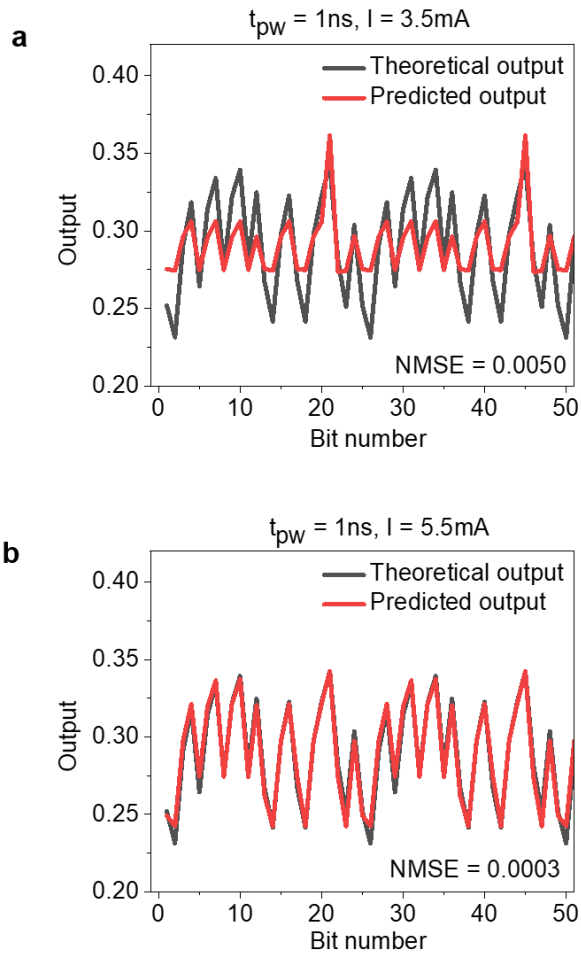 a
t_pw = 1ns, I = 3.5mA
0.40
0.35
0.30
0.25
0.20
Output
Theoretical output
Predicted output
NMSE = 0.0050
0 10 20 30 40 50
Bit number
b
t_pw = 1ns, I = 5.5mA
0.40
0.35
0.30
0.25
0.20
Output
Theoretical output
Predicted output
NMSE = 0.0003
0 10 20 30 40 50
Bit number